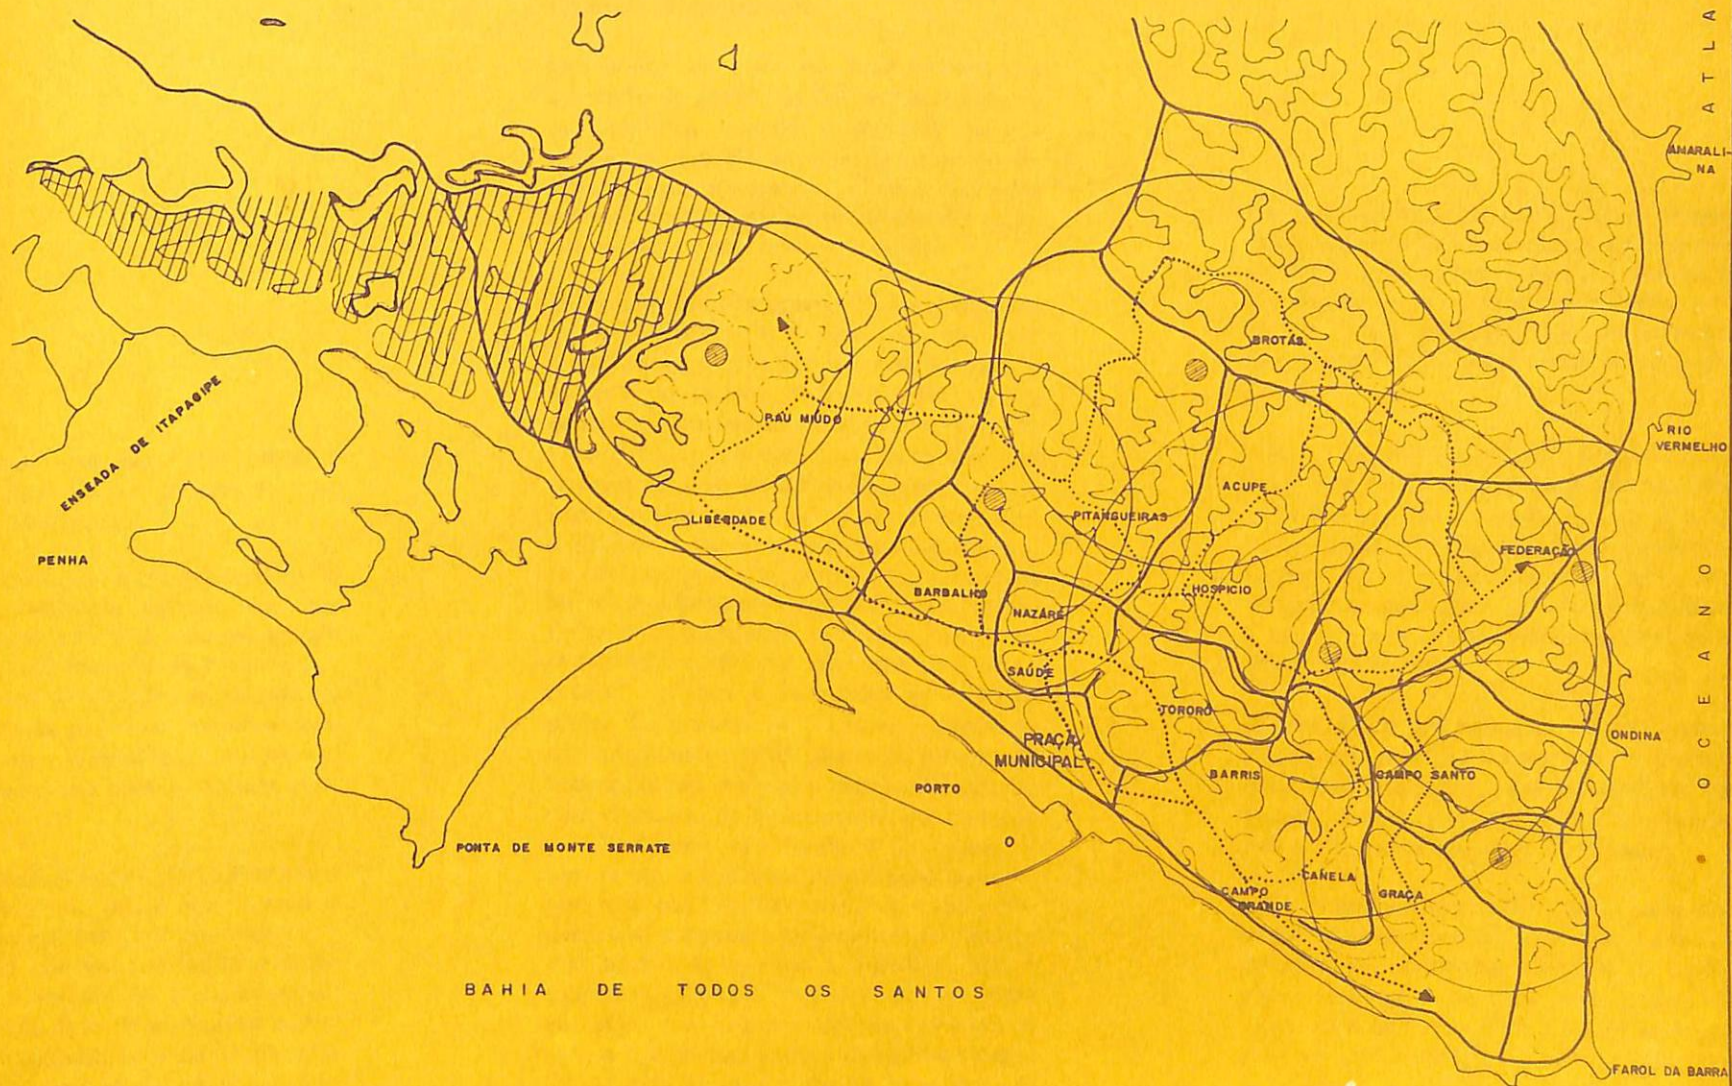 ATLA
AMARALI-
NA
BROTAS
ENSEADA DE ITAPAGIPE
PAU MIUDO
RIO
VERMELHO
ACUPE
LIBERDADE
PITANGUEIRAS
FEDERAÇÃO
PENHA
BARBALHO
HOSPICIO
NAZARÉ
OCEANO
SAÚDE
TORORÓ
ONDINA
PRAÇA
MUNICIPAL
BARRIS
CAMPO SANTO
PORTO
PONTA DE MONTE SERRATE
CANELA
CAMPO
GRANDE
GRAÇA
BAHIA DE TODOS OS SANTOS
FAROL DA BARRA